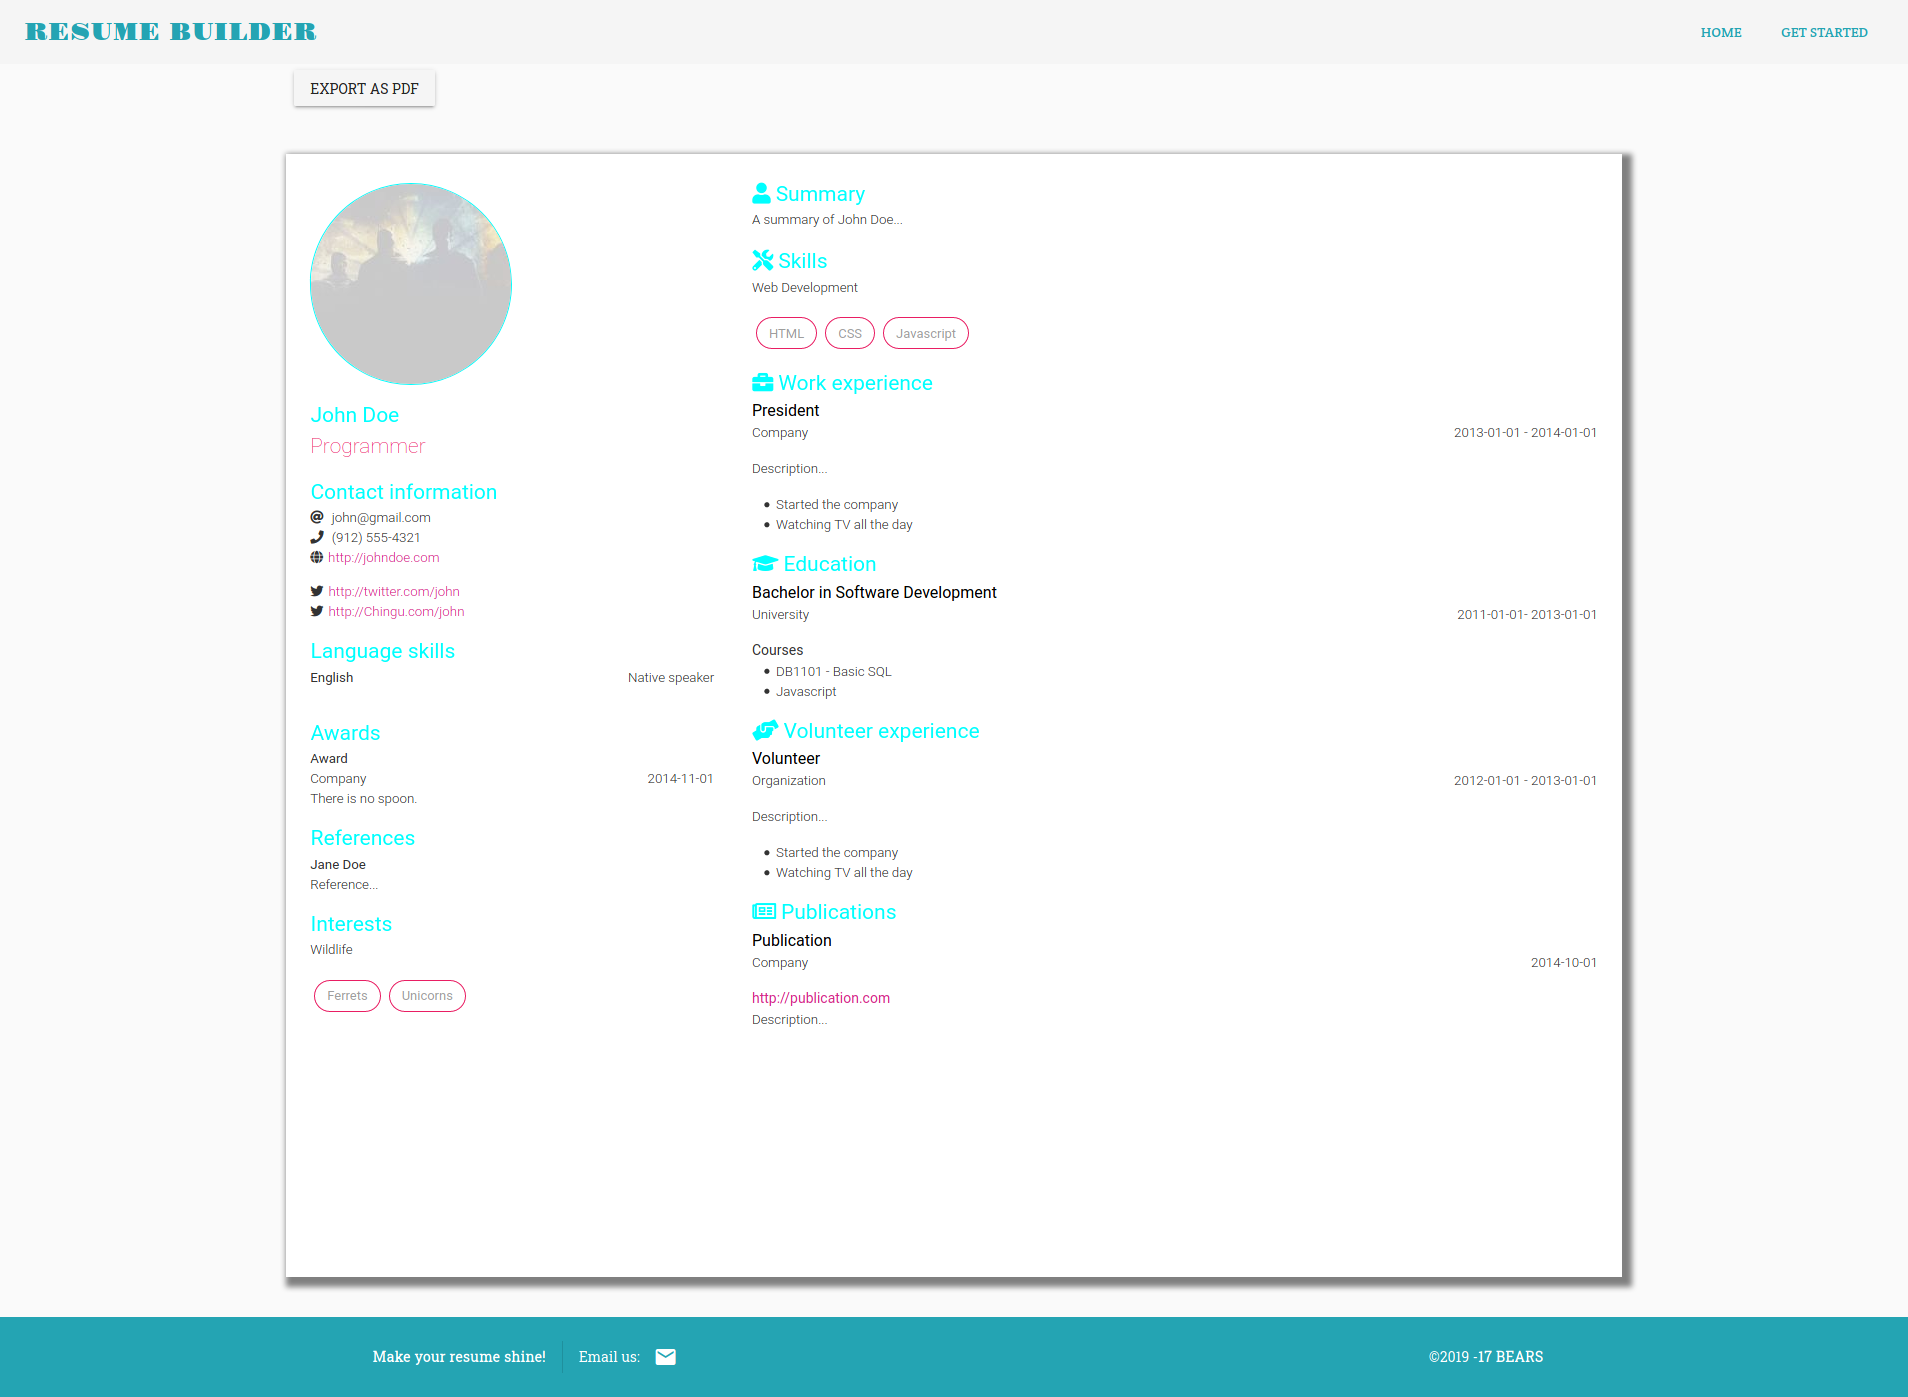 RESUME BUILDER
HOME
GET STARTED
EXPORT AS PDF
John Doe
Programmer
Contact information
john@gmail.com
(912) 555-4321
http://johndoe.com
http://twitter.com/john
http://Chingu.com/john
Language skills
English Native speaker
Awards
Award
Company 2014-11-01
There is no spoon.
References
Jane Doe
Reference...
Interests
Wildlife
Ferrets Unicorns
Summary
A summary of John Doe...
Skills
Web Development
HTML CSS Javascript
Work experience
President
Company 2013-01-01 - 2014-01-01
Description...
• Started the company
• Watching TV all the day
Education
Bachelor in Software Development
University 2011-01-01- 2013-01-01
Courses
• DB1101 - Basic SQL
• Javascript
Volunteer experience
Volunteer
Organization 2012-01-01 - 2013-01-01
Description...
• Started the company
• Watching TV all the day
Publications
Publication
Company 2014-10-01
http://publication.com
Description...
Make your resume shine! Email us: ©2019 -17 BEARS